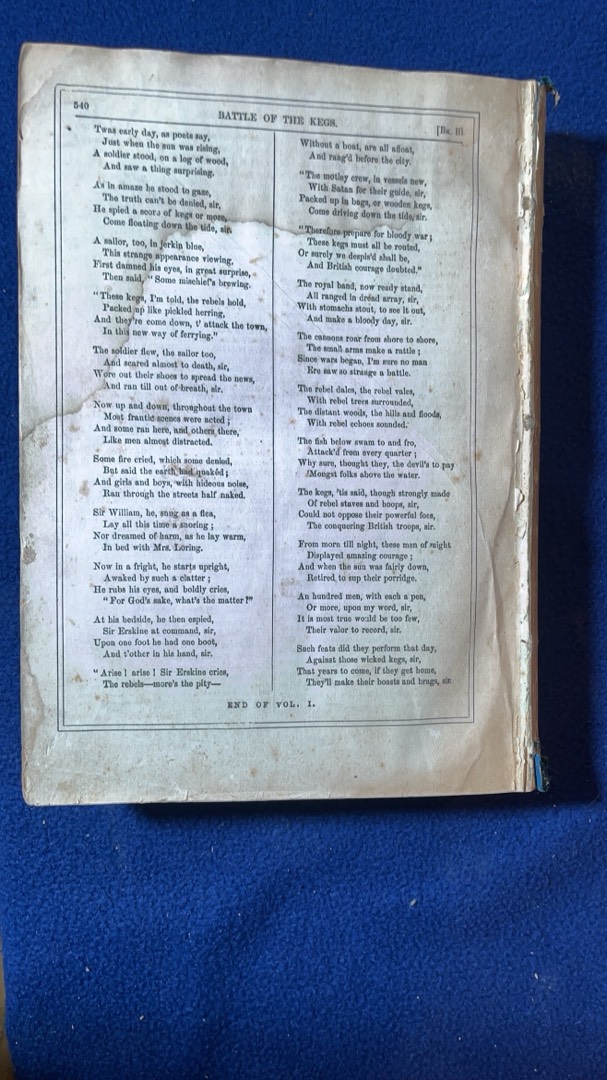 540
BATTLE OF THE KEGS.
[Bk. III.
'Twas early day, as poets say,
Just when the sun was rising,
A soldier stood, on a log of wood,
And saw a thing surprising.
As in amaze he stood to gaze,
The truth can't be denied, sir,
He spied a score of kegs or more,
Come floating down the tide, sir.
A sailor, too, in jerkin blue,
This strange appearance viewing,
First damned his eyes, in great surprise,
Then said, "Some mischief's brewing.
"These kegs, I'm told, the rebels hold,
Packed up like pickled herring,
And they're come down, t' attack the town,
In this new way of ferrying."
The soldier flew, the sailor too,
And scared almost to death, sir,
Wore out their shoes to spread the news,
And ran till out of breath, sir.
Now up and down, throughout the town
Most frantic scenes were acted;
And some ran here, and others there,
Like men almost distracted.
Some fire cried, which some denied,
But said the earth had quaked;
And girls and boys, with hideous noise,
Ran through the streets half naked.
Sir William, he, snug as a flea,
Lay all this time a snoring;
Nor dreamed of harm, as he lay warm,
In bed with Mrs. Loring.
Now in a fright, he starts upright,
Awaked by such a clatter;
He rubs his eyes, and boldly cries,
"For God's sake, what's the matter?"
At his bedside, he then espied,
Sir Erskine at command, sir,
Upon one foot he had one boot,
And t'other in his hand, sir.
"Arise! arise! Sir Erskine cries,
The rebels—more's the pity—
Without a boat, are all afloat,
And rang'd before the city.
"The motley crew, in vessels new,
With Satan for their guide, sir,
Packed up in bags, or wooden kegs,
Come driving down the tide, sir.
"Therefore prepare for bloody war;
These kegs must all be routed,
Or surely we despis'd shall be,
And British courage doubted."
The royal band, now ready stand,
All ranged in dread array, sir,
With stomachs stout, to see it out,
And make a bloody day, sir.
The cannons roar from shore to shore,
The small arms make a rattle;
Since wars began, I'm sure no man
Ere saw so strange a battle.
The rebel dales, the rebel vales,
With rebel trees surrounded,
The distant woods, the hills and floods,
With rebel echoes sounded.
The fish below swam to and fro,
Attack'd from every quarter;
Why sure, thought they, the devil's to pay
'Mongst folks above the water.
The kegs, 'tis said, though strongly made
Of rebel staves and hoops, sir,
Could not oppose their powerful foes,
The conquering British troops, sir.
From morn till night, these men of might
Displayed amazing courage;
And when the sun was fairly down,
Retired to sup their porridge.
An hundred men, with each a pen,
Or more, upon my word, sir,
It is most true would be too few,
Their valor to record, sir.
Such feats did they perform that day,
Against those wicked kegs, sir,
That years to come, if they get home,
They'll make their boasts and brags, sir.
END OF VOL. I.